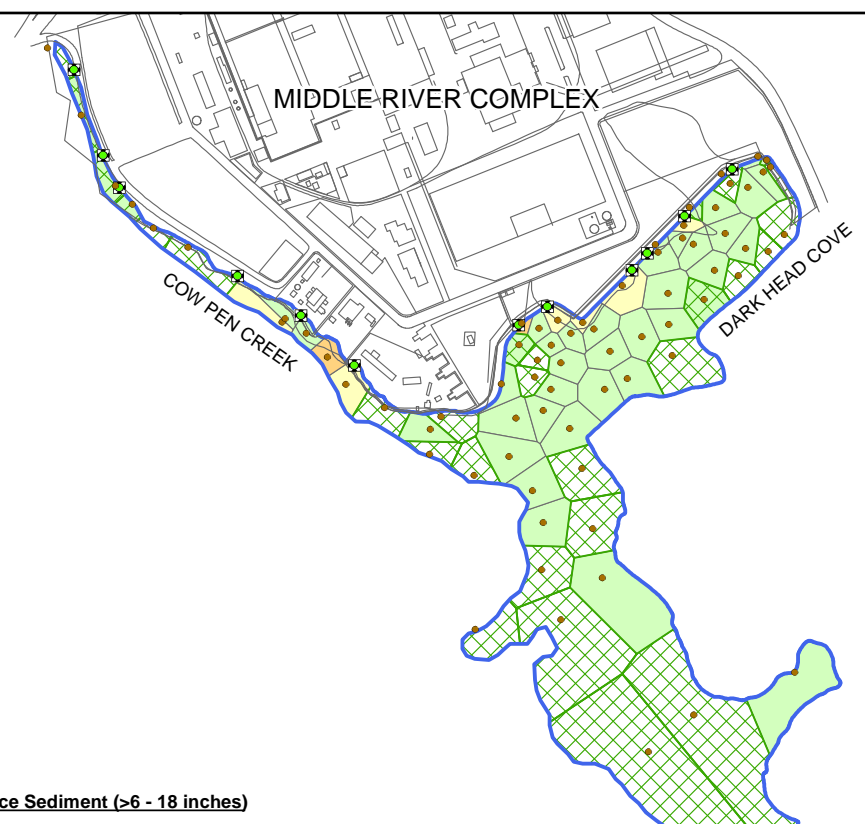 MIDDLE RIVER COMPLEX
COW PEN CREEK
DARK HEAD COVE
ce Sediment (>6 - 18 inches)